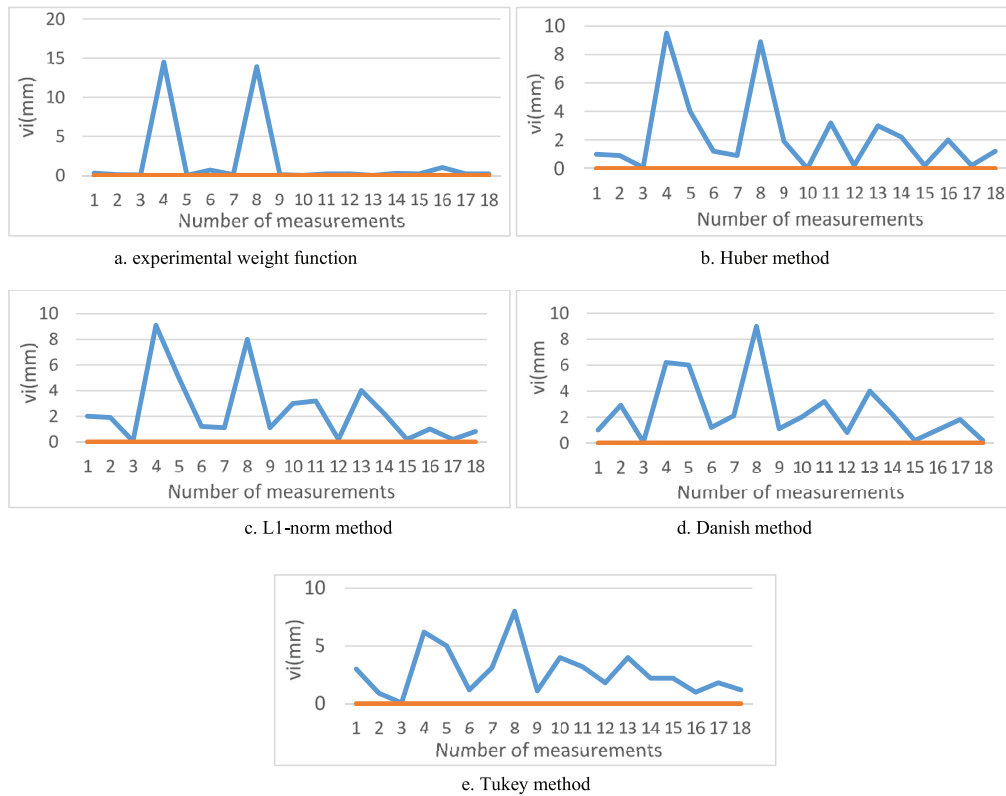 20
15
10
5
0
vi(mm)
1 2 3 4 5 6 7 8 9 10 11 12 13 14 15 16 17 18
Number of measurements
a. experimental weight function
10
8
6
4
2
0
vi(mm)
1 2 3 4 5 6 7 8 9 10 11 12 13 14 15 16 17 18
Number of measurements
b. Huber method
10
8
6
4
2
0
vi(mm)
1 2 3 4 5 6 7 8 9 10 11 12 13 14 15 16 17 18
Number of measurements
c. L1-norm method
10
8
6
4
2
0
vi(mm
1 2 3 4 5 6 7 8 9 10 11 12 13 14 15 16 17 18
Number of measurements
d. Danish method
10
5
0
vi(mm)
1 2 3 4 5 6 7 8 9 10 11 12 13 14 15 16 17 18
Number of measurements
e. Tukey method